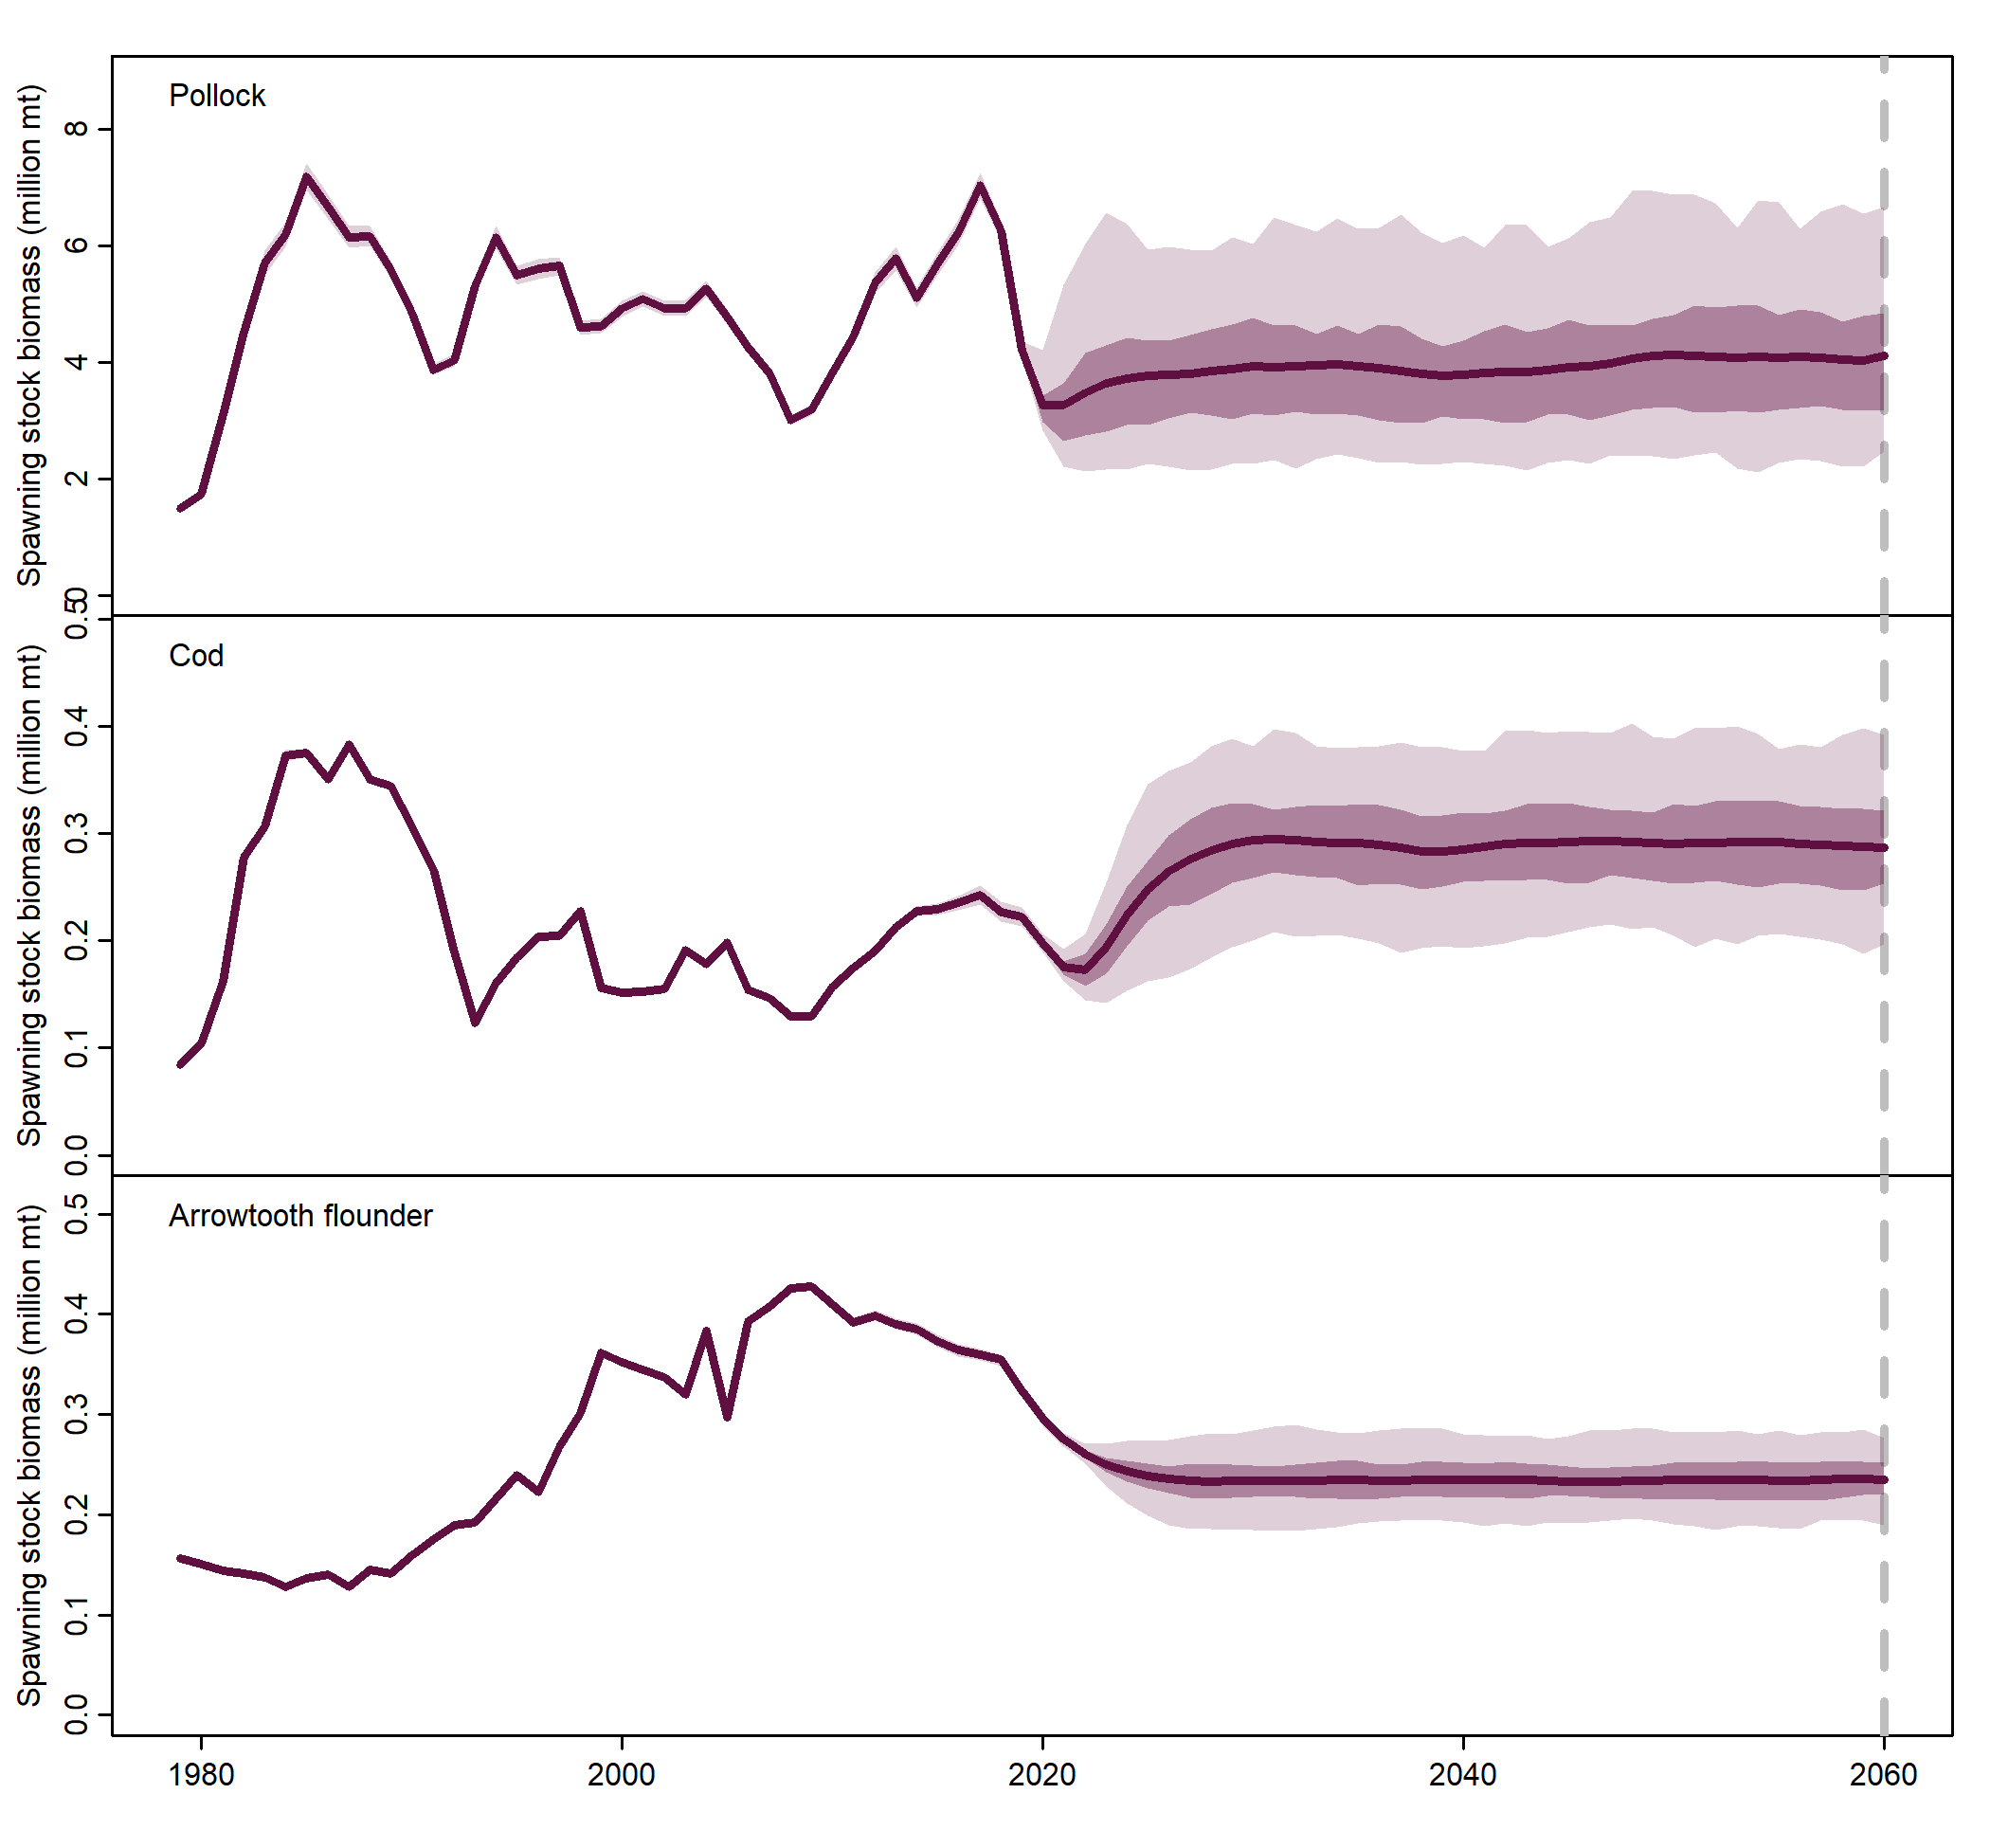 Pollock
Spawning stock biomass (million mt)
8
6
4
2
0
Cod
Spawning stock biomass (million mt)
0.5
0.4
0.3
0.2
0.1
0.0
Arrowtooth flounder
Spawning stock biomass (million mt)
0.5
0.4
0.3
0.2
0.1
0.0
1980 2000 2020 2040 2060